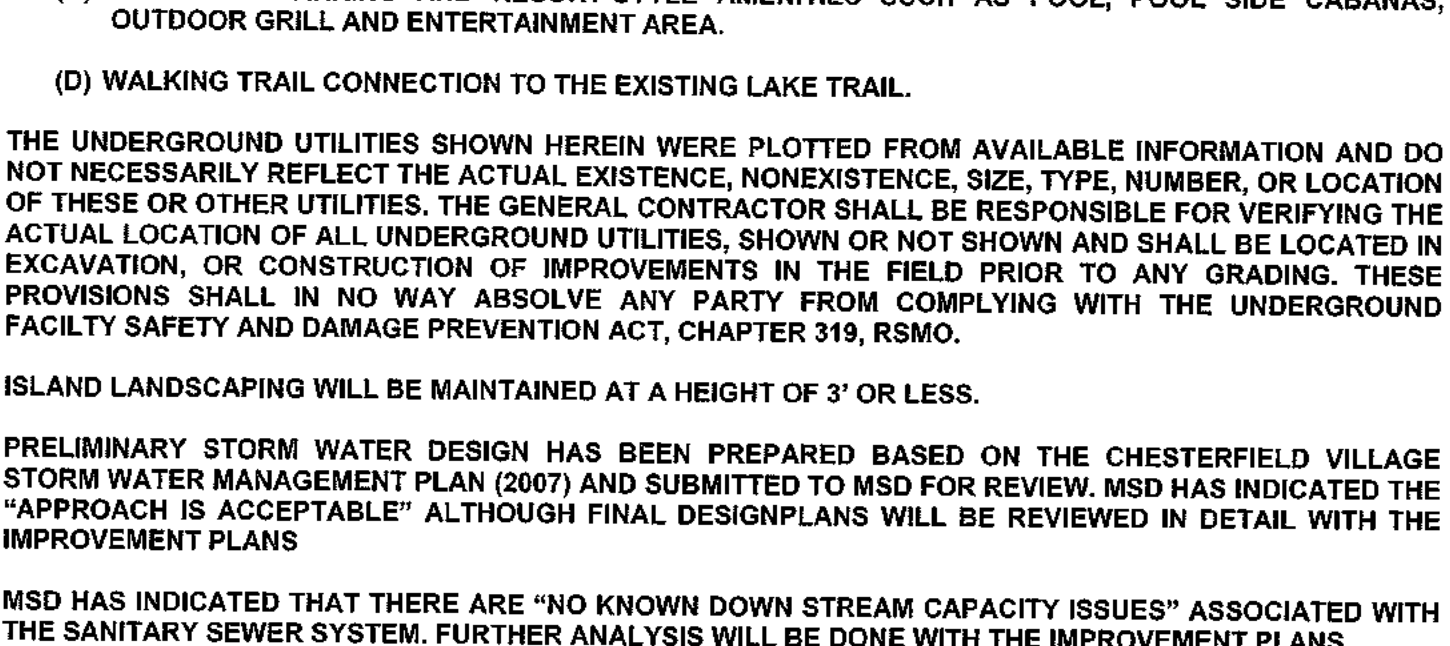 AMENITIES SUCH AS POOL, POOL SIDE CABANAS,
OUTDOOR GRILL AND ENTERTAINMENT AREA.
(D) WALKING TRAIL CONNECTION TO THE EXISTING LAKE TRAIL.
THE UNDERGROUND UTILITIES SHOWN HEREIN WERE PLOTTED FROM AVAILABLE INFORMATION AND DO
NOT NECESSARILY REFLECT THE ACTUAL EXISTENCE, NONEXISTENCE, SIZE, TYPE, NUMBER, OR LOCATION
OF THESE OR OTHER UTILITIES. THE GENERAL CONTRACTOR SHALL BE RESPONSIBLE FOR VERIFYING THE
ACTUAL LOCATION OF ALL UNDERGROUND UTILITIES, SHOWN OR NOT SHOWN AND SHALL BE LOCATED IN
EXCAVATION, OR CONSTRUCTION OF IMPROVEMENTS IN THE FIELD PRIOR TO ANY GRADING. THESE
PROVISIONS SHALL IN NO WAY ABSOLVE ANY PARTY FROM COMPLYING WITH THE UNDERGROUND
FACILTY SAFETY AND DAMAGE PREVENTION ACT, CHAPTER 319, RSMO.
ISLAND LANDSCAPING WILL BE MAINTAINED AT A HEIGHT OF 3' OR LESS.
PRELIMINARY STORM WATER DESIGN HAS BEEN PREPARED BASED ON THE CHESTERFIELD VILLAGE
STORM WATER MANAGEMENT PLAN (2007) AND SUBMITTED TO MSD FOR REVIEW. MSD HAS INDICATED THE
“APPROACH IS ACCEPTABLE” ALTHOUGH FINAL DESIGNPLANS WILL BE REVIEWED IN DETAIL WITH THE
IMPROVEMENT PLANS
MSD HAS INDICATED THAT THERE ARE “NO KNOWN DOWN STREAM CAPACITY ISSUES” ASSOCIATED WITH
THE SANITARY SEWER SYSTEM. FURTHER ANALYSIS WILL BE DONE WITH THE IMPROVEMENT PLANS